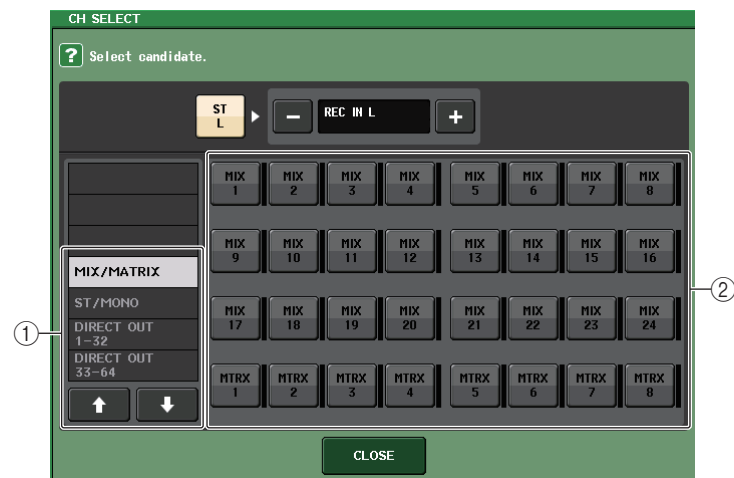 CH SELECT
? Select candidate.
ST L
− REC IN L +
MIX 1 MIX 2 MIX 3 MIX 4 MIX 5 MIX 6 MIX 7 MIX 8
MIX 9 MIX 10 MIX 11 MIX 12 MIX 13 MIX 14 MIX 15 MIX 16
MIX 17 MIX 18 MIX 19 MIX 20 MIX 21 MIX 22 MIX 23 MIX 24
MTRX 1 MTRX 2 MTRX 3 MTRX 4 MTRX 5 MTRX 6 MTRX 7 MTRX 8
②
MIX/MATRIX
ST/MONO
①
DIRECT OUT
1–32
DIRECT OUT
33–64
CLOSE